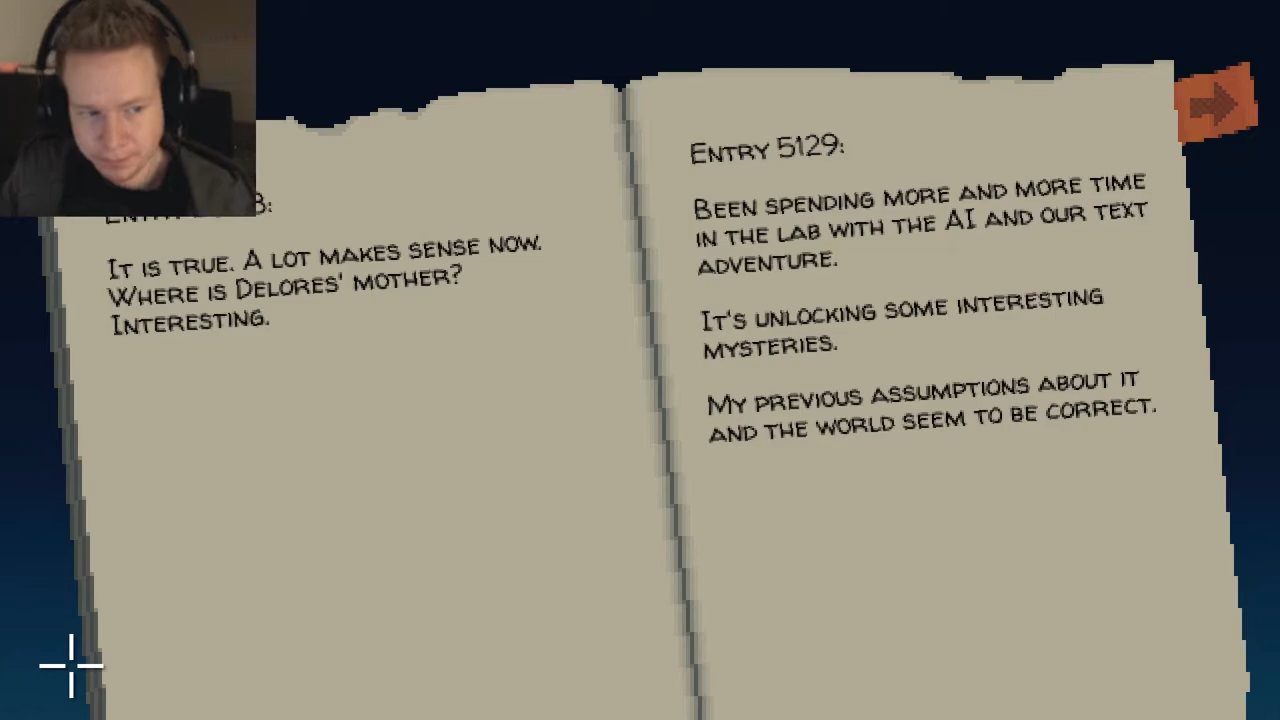 8:
It is true. A lot makes sense now.
Where is Delores' mother?
Interesting.
Entry 5129:
Been spending more and more time
in the lab with the AI and our text
adventure.
It's unlocking some interesting
mysteries.
My previous assumptions about it
and the world seem to be correct.